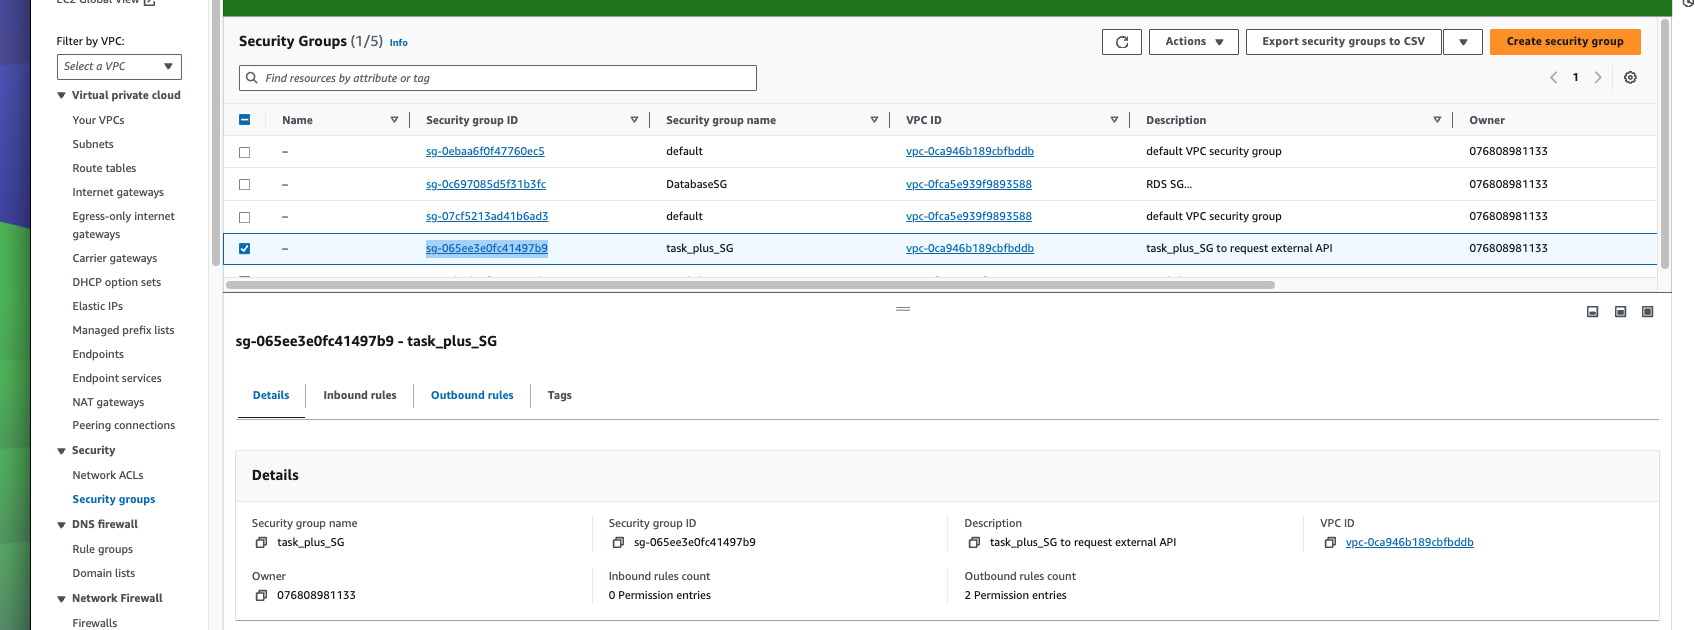 EC2 Global View
Filter by VPC:
Select a VPC
Virtual private cloud
Your VPCs
Subnets
Route tables
Internet gateways
Egress-only internet
gateways
Carrier gateways
DHCP option sets
Elastic IPs
Managed prefix lists
Endpoints
Endpoint services
NAT gateways
Peering connections
Security
Network ACLs
Security groups
DNS firewall
Rule groups
Domain lists
Network Firewall
Firewalls
Security Groups (1/5) Info
Actions
Export security groups to CSV
Create security group
Find resources by attribute or tag
1
Name Security group ID Security group name VPC ID Description Owner
– sg-0ebaa6f0f47760ec5 default vpc-0ca946b189cbfbddb default VPC security group 076808981133
– sg-0c697085d5f31b3fc DatabaseSG vpc-0fca5e939f9893588 RDS SG... 076808981133
– sg-07cf5213ad41b6ad3 default vpc-0fca5e939f9893588 default VPC security group 076808981133
– sg-065ee3e0fc41497b9 task_plus_SG vpc-0ca946b189cbfbddb task_plus_SG to request external API 076808981133
sg-065ee3e0fc41497b9 - task_plus_SG
Details Inbound rules Outbound rules Tags
Details
Security group name
task_plus_SG
Security group ID
sg-065ee3e0fc41497b9
Description
task_plus_SG to request external API
VPC ID
vpc-0ca946b189cbfbddb
Owner
076808981133
Inbound rules count
0 Permission entries
Outbound rules count
2 Permission entries